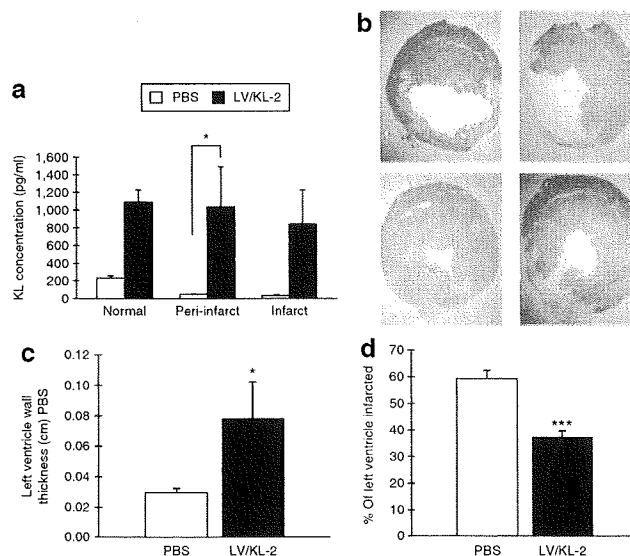 a
PBS
LV/KL-2
*
KL concentration (pg/ml)
1,600
1,400
1,200
1,000
800
600
400
200
0
Normal
Peri-infarct
Infarct
b
c
Left ventricle wall
thickness (cm) PBS
0.12
0.10
0.08
0.06
0.04
0.02
0.00
*
PBS
LV/KL-2
d
% Of left ventricle infarcted
70
60
50
40
30
20
10
0
***
PBS
LV/KL-2